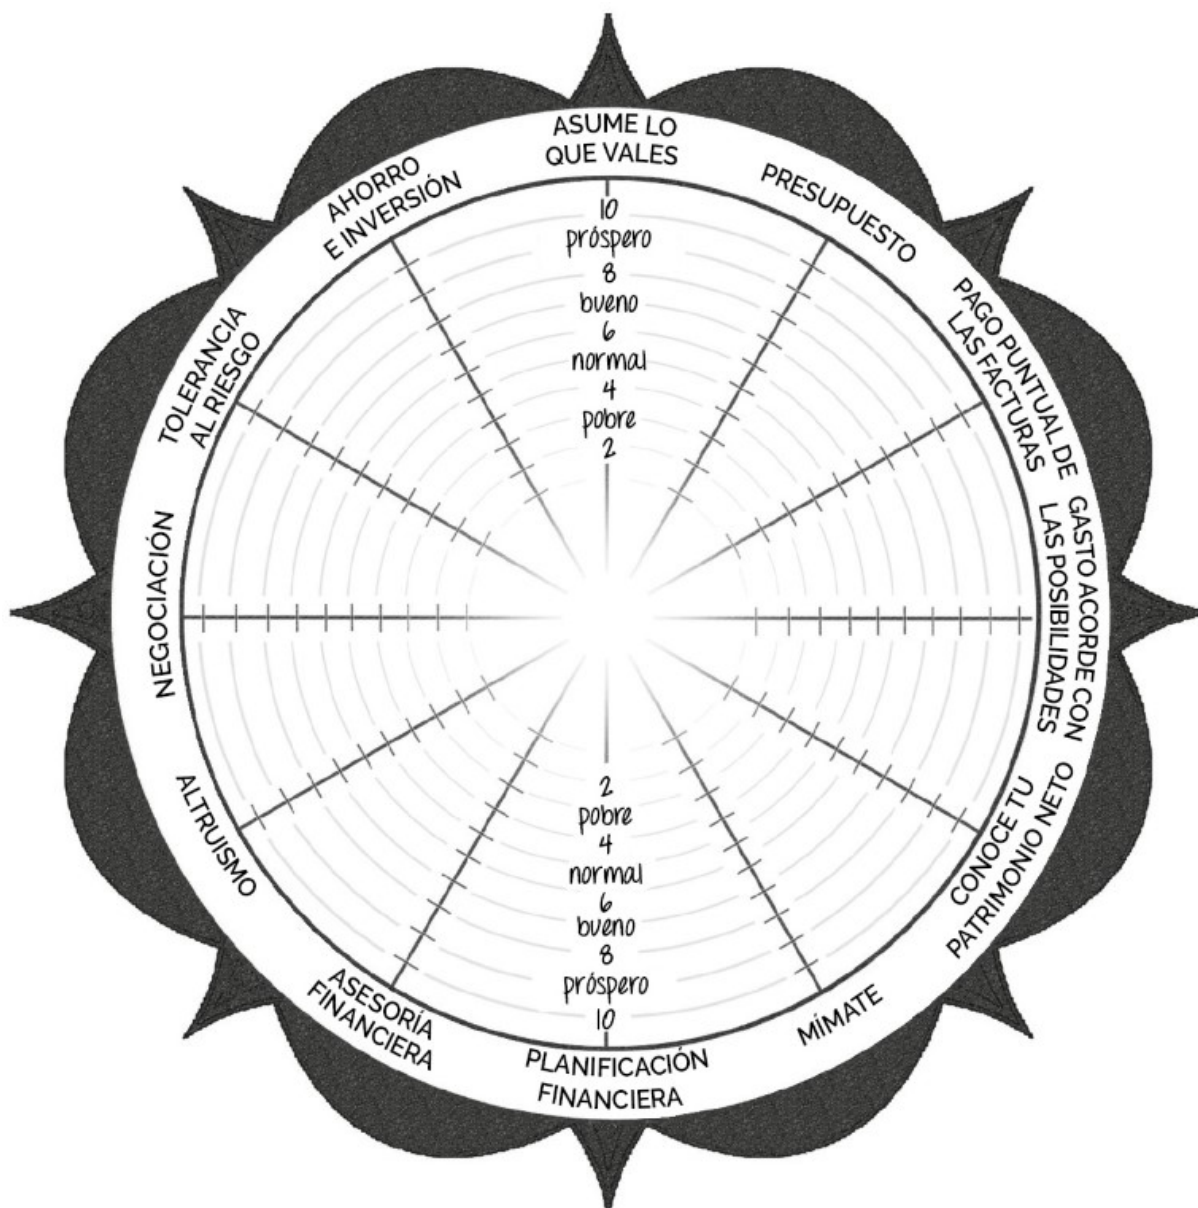 ASUME LO
QUE VALES
PRESUPUESTO
PAGO PUNTUAL DE
LAS FACTURAS
GASTO ACORDE CON
LAS POSIBILIDADES
CONOCE TU
PATRIMONIO NETO
MÍMATE
PLANIFICACIÓN
FINANCIERA
ASESORÍA
FINANCIERA
ALTRUISMO
NEGOCIACIÓN
TOLERANCIA
AL RIESGO
AHORRO
E INVERSIÓN
10
próspero
8
bueno
6
normal
4
pobre
2
2
pobre
4
normal
6
bueno
8
próspero
10